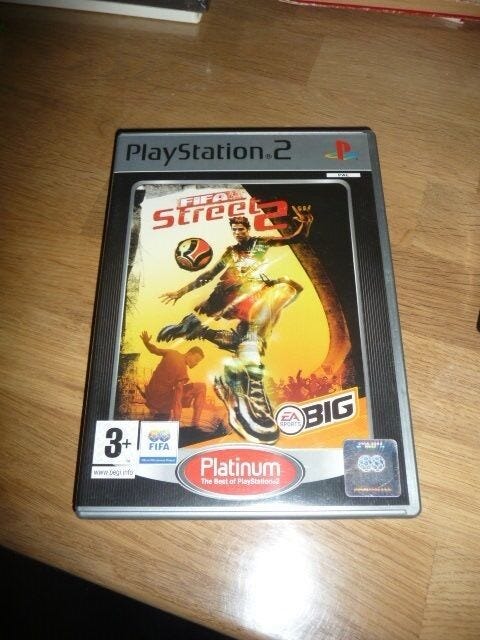 PlayStation®2
PAL
FIFA
Street 2
EA
SPORTS
BIG
3+
FIFA
www.pegi.info
Platinum
The Best of PlayStation®2